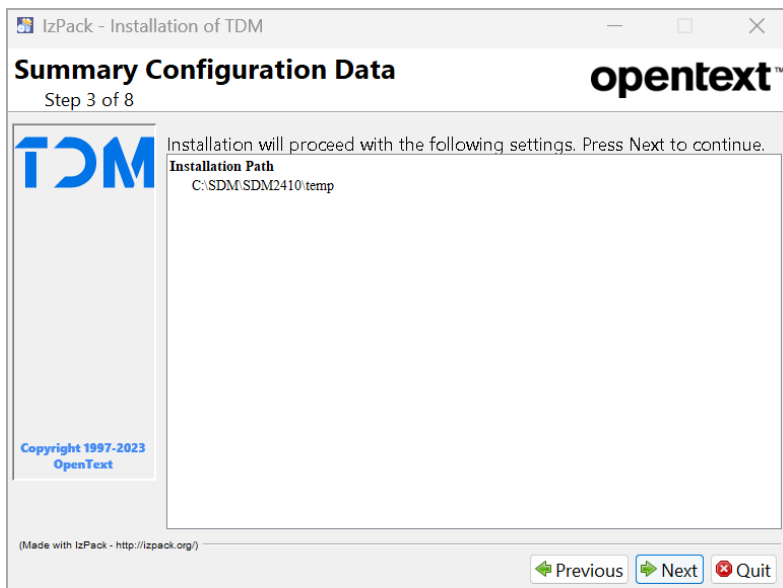 IzPack - Installation of TDM
Summary Configuration Data
Step 3 of 8
opentext™
TDM
Installation will proceed with the following settings. Press Next to continue.
Installation Path
C:\SDM\SDM2410\temp
Copyright 1997-2023
OpenText
(Made with IzPack - http://izpack.org/)
Previous
Next
Quit